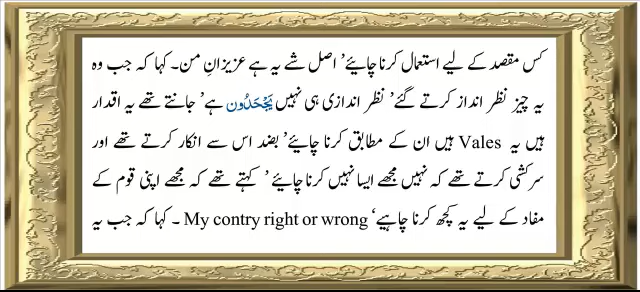 کس مقصد کے لیے استعمال کرنا چاہیئے’ اصل شے یہ ہے عزیزانِ من۔ کہا کہ جب وہ
یہ چیز نظر انداز کرتے گئے’ نظر اندازی ہی نہیں یَجْحَدُون ہے’ جانتے تھے یہ اقدار
ہیں یہ Vales ہیں ان کے مطابق کرنا چاہیئے’ بضد اس سے انکار کرتے تھے اور
سرکشی کرتے تھے کہ نہیں مجھے ایسا نہیں کرنا چاہیئے’ کہتے تھے کہ مجھے اپنی قوم کے
مفاد کے لیے یہ کچھ کرنا چاہیے‘ My contry right or wrong ۔ کہا کہ جب یہ